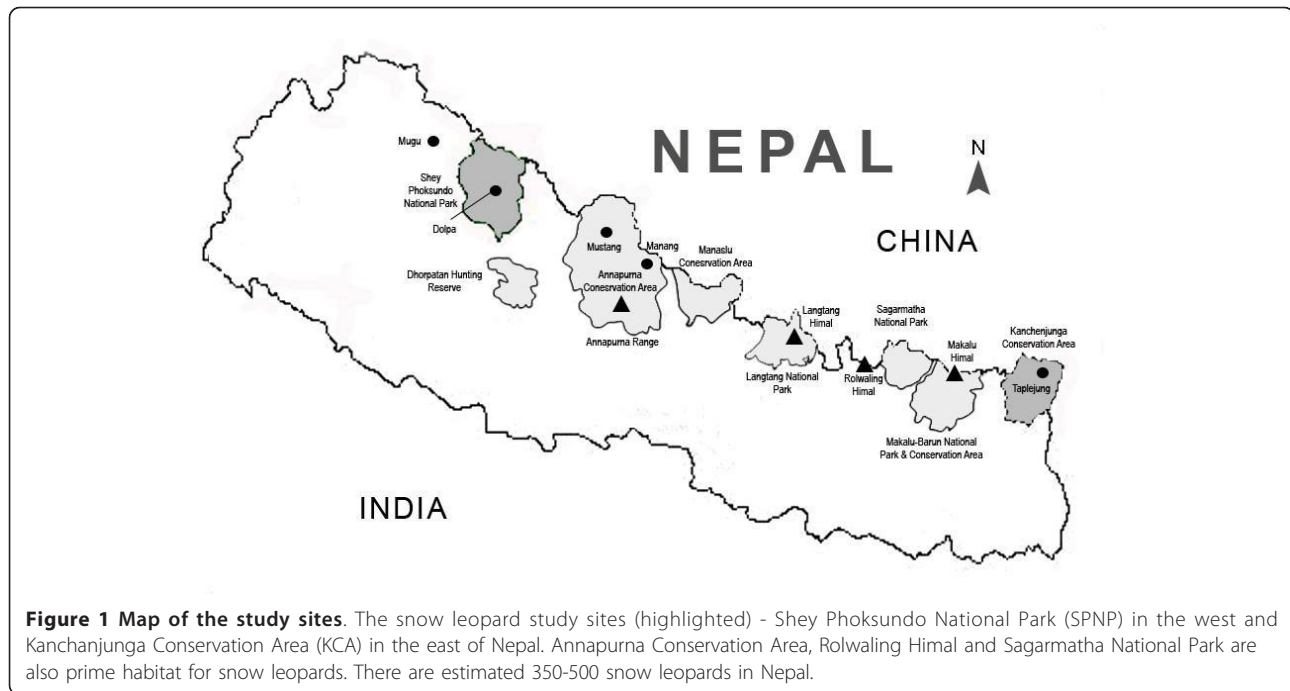 NEPAL
N
CHINA
INDIA
Mugu
Shey
Phoksundo
National Park
Dolpa
Dhorpatan Hunting
Reserve
Mustang
Manang
Annapurna
Conesrvation Area
Annapurna Range
Manaslu
Conesrvation Area
Langtang
Himal
Langtang National
Park
Rolwaling
Himal
Sagarmatha
National Park
Makalu
Himal
Makalu-Barun National
Park & Conservation Area
Kanchenjunga
Conservation Area
Taplejung
Figure 1 Map of the study sites. The snow leopard study sites (highlighted) - Shey Phoksundo National Park (SPNP) in the west and
Kanchanjunga Conservation Area (KCA) in the east of Nepal. Annapurna Conservation Area, Rolwaling Himal and Sagarmatha National Park are
also prime habitat for snow leopards. There are estimated 350-500 snow leopards in Nepal.